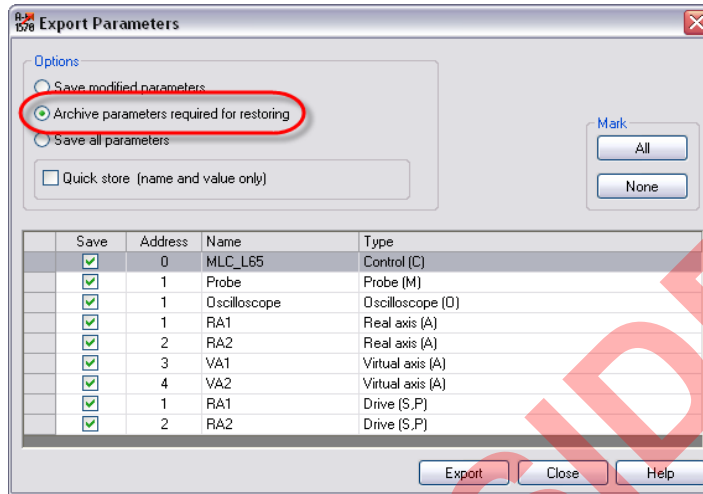 A-M 1578 Export Parameters
Options
Save modified parameters
Archive parameters required for restoring
Save all parameters
Quick store (name and value only)
Mark
All
None
Save Address Name Type
0 MLC_L65 Control (C)
1 Probe Probe (M)
1 Oscilloscope Oscilloscope (O)
1 RA1 Real axis (A)
2 RA2 Real axis (A)
3 VA1 Virtual axis (A)
4 VA2 Virtual axis (A)
1 RA1 Drive (S,P)
2 RA2 Drive (S,P)
Export Close Help